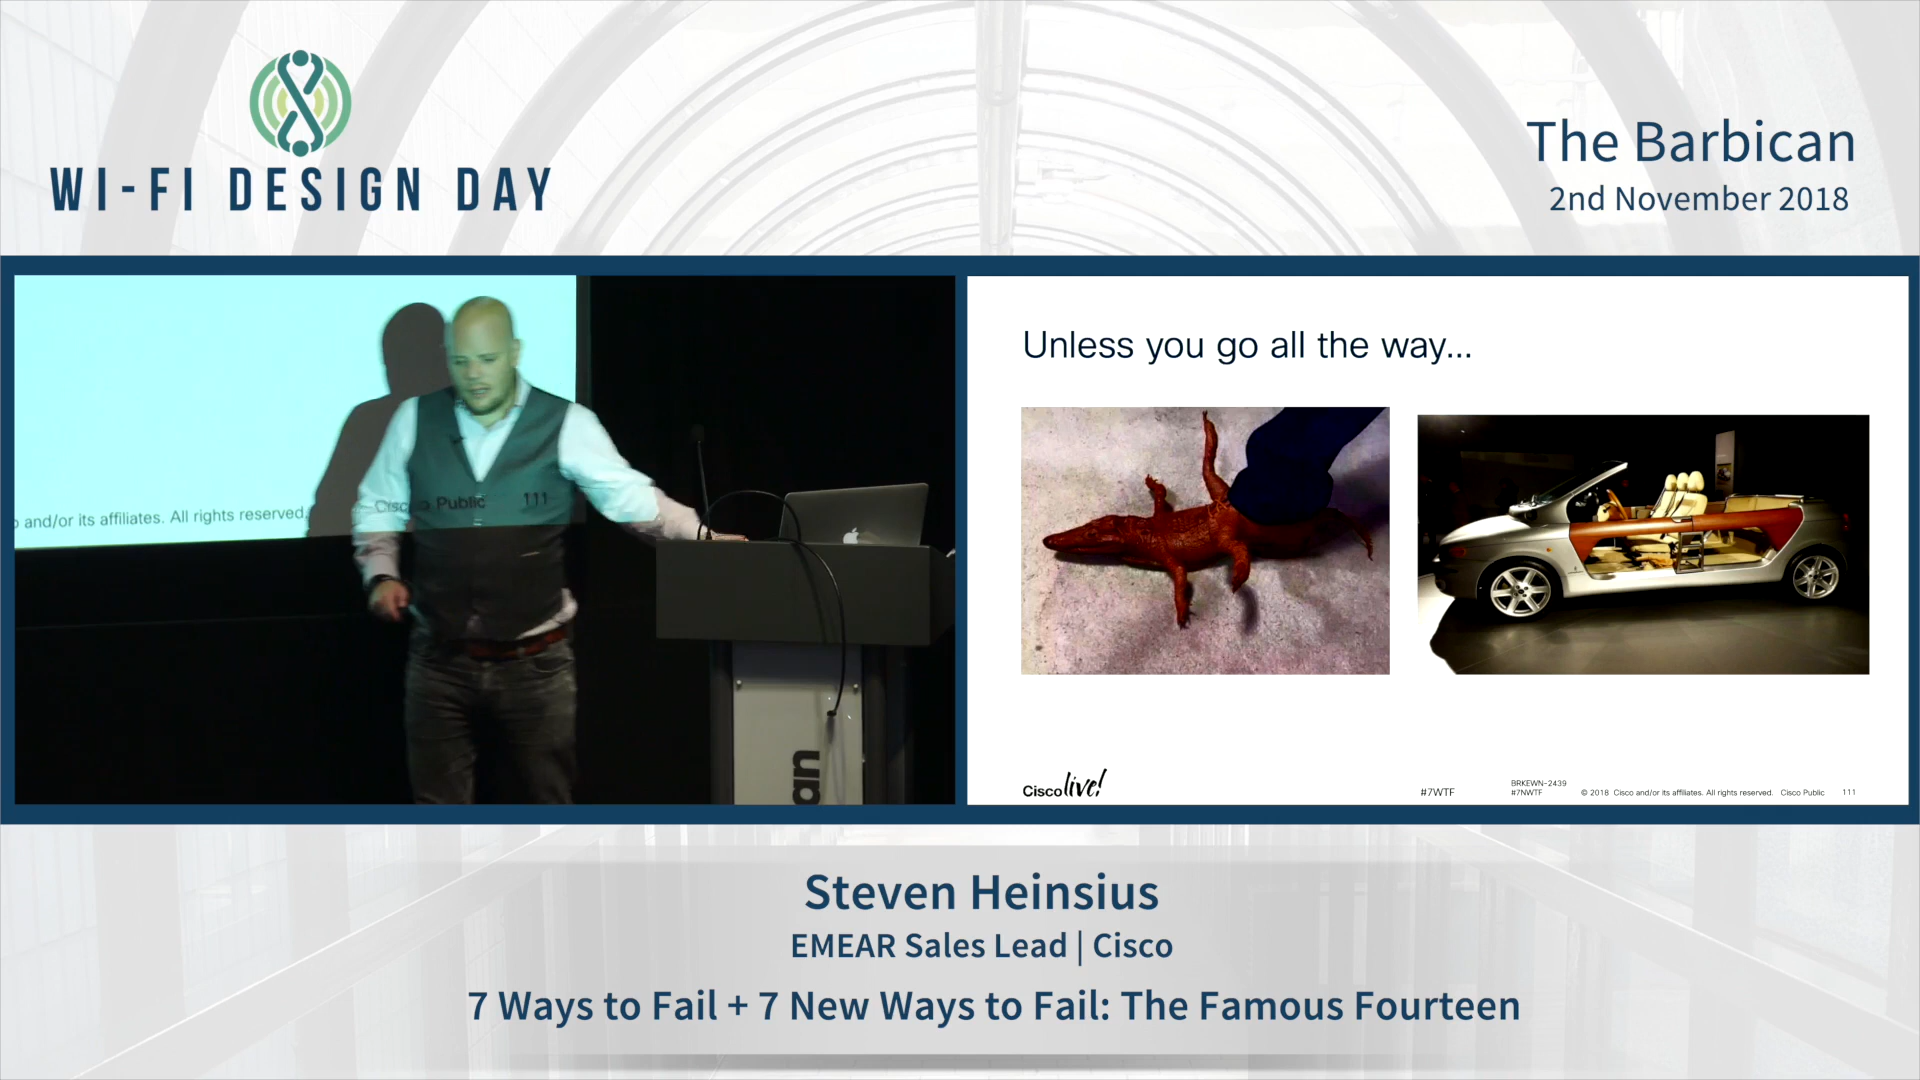 WI-FI DESIGN DAY
The Barbican
2nd November 2018
and/or its affiliates. All rights reserved.
Cisco Public 111
an
Unless you go all the way...
Cisco live!
#7WTF
BRKEWN-2439
#7NWTF
© 2018 Cisco and/or its affiliates. All rights reserved. Cisco Public 111
Steven Heinsius
EMEAR Sales Lead | Cisco
7 Ways to Fail + 7 New Ways to Fail: The Famous Fourteen